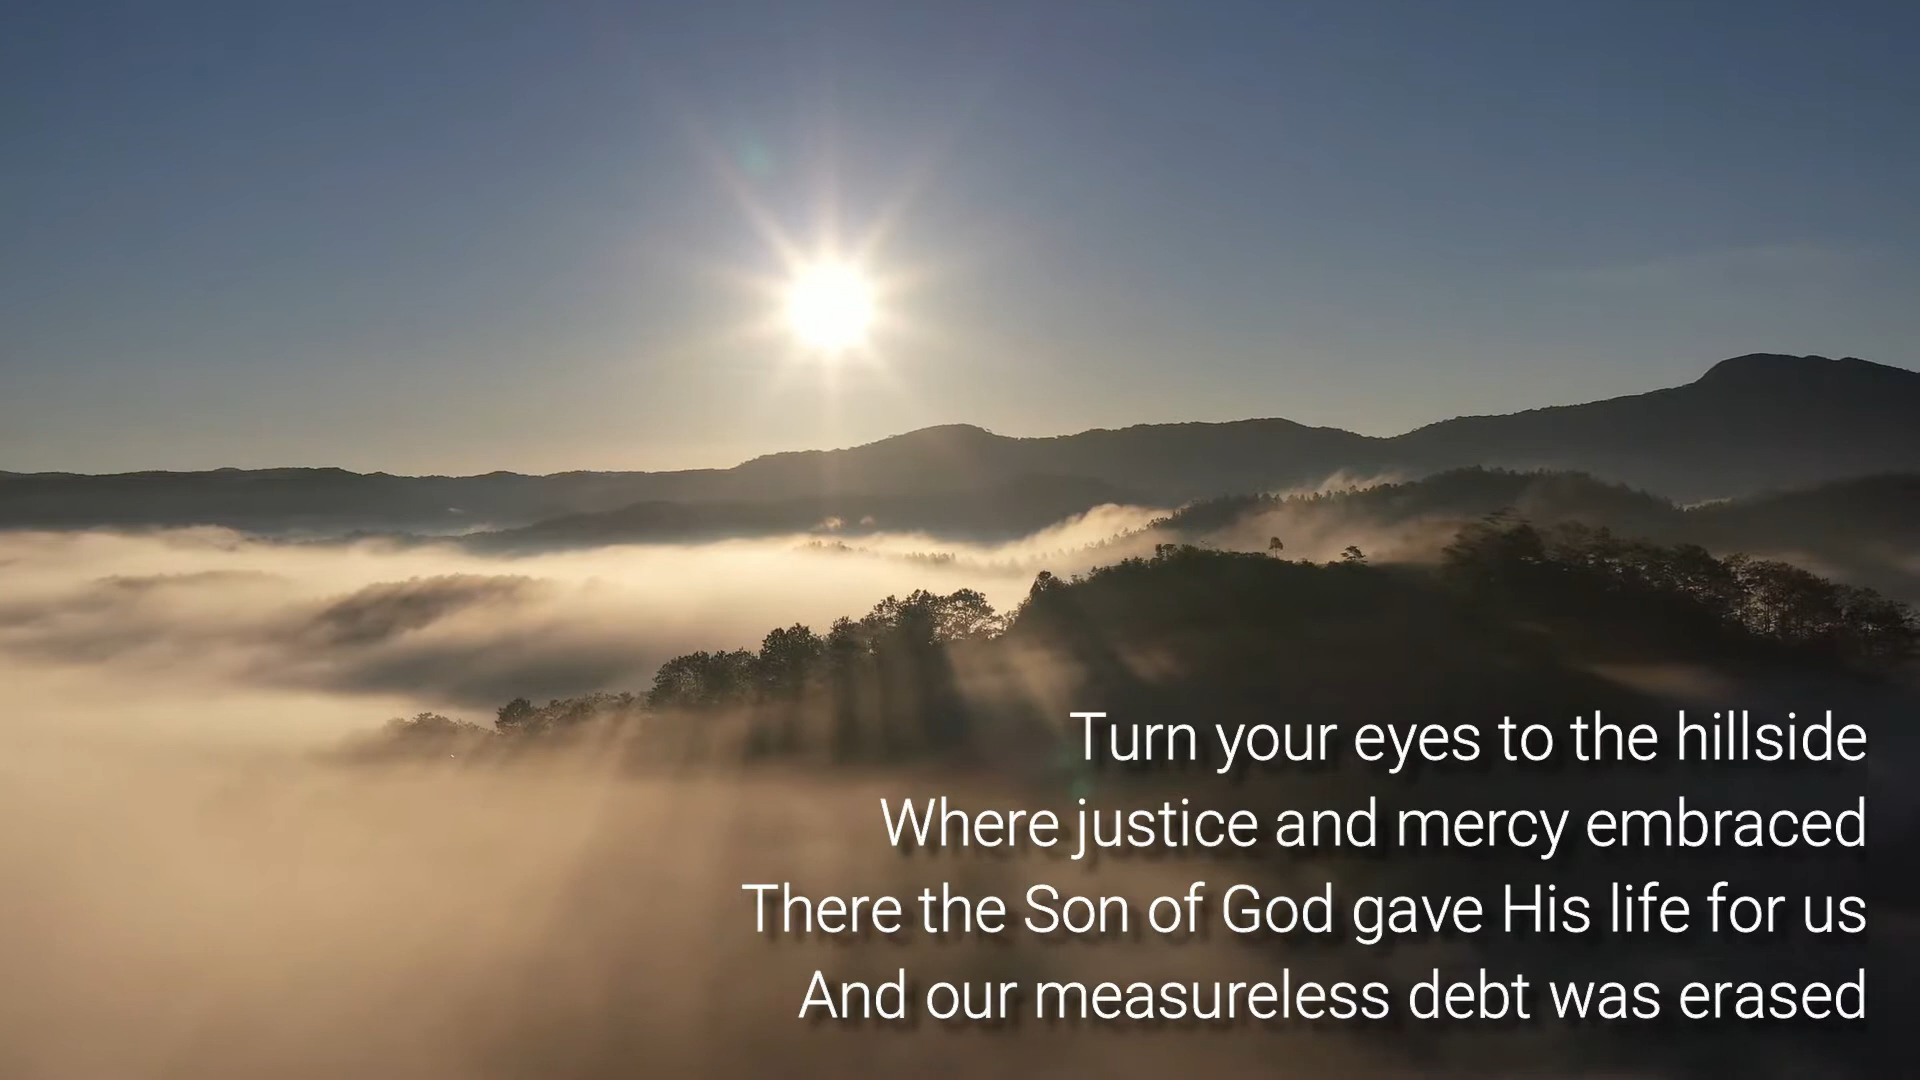 Turn your eyes to the hillside
Where justice and mercy embraced
There the Son of God gave His life for us
And our measureless debt was erased